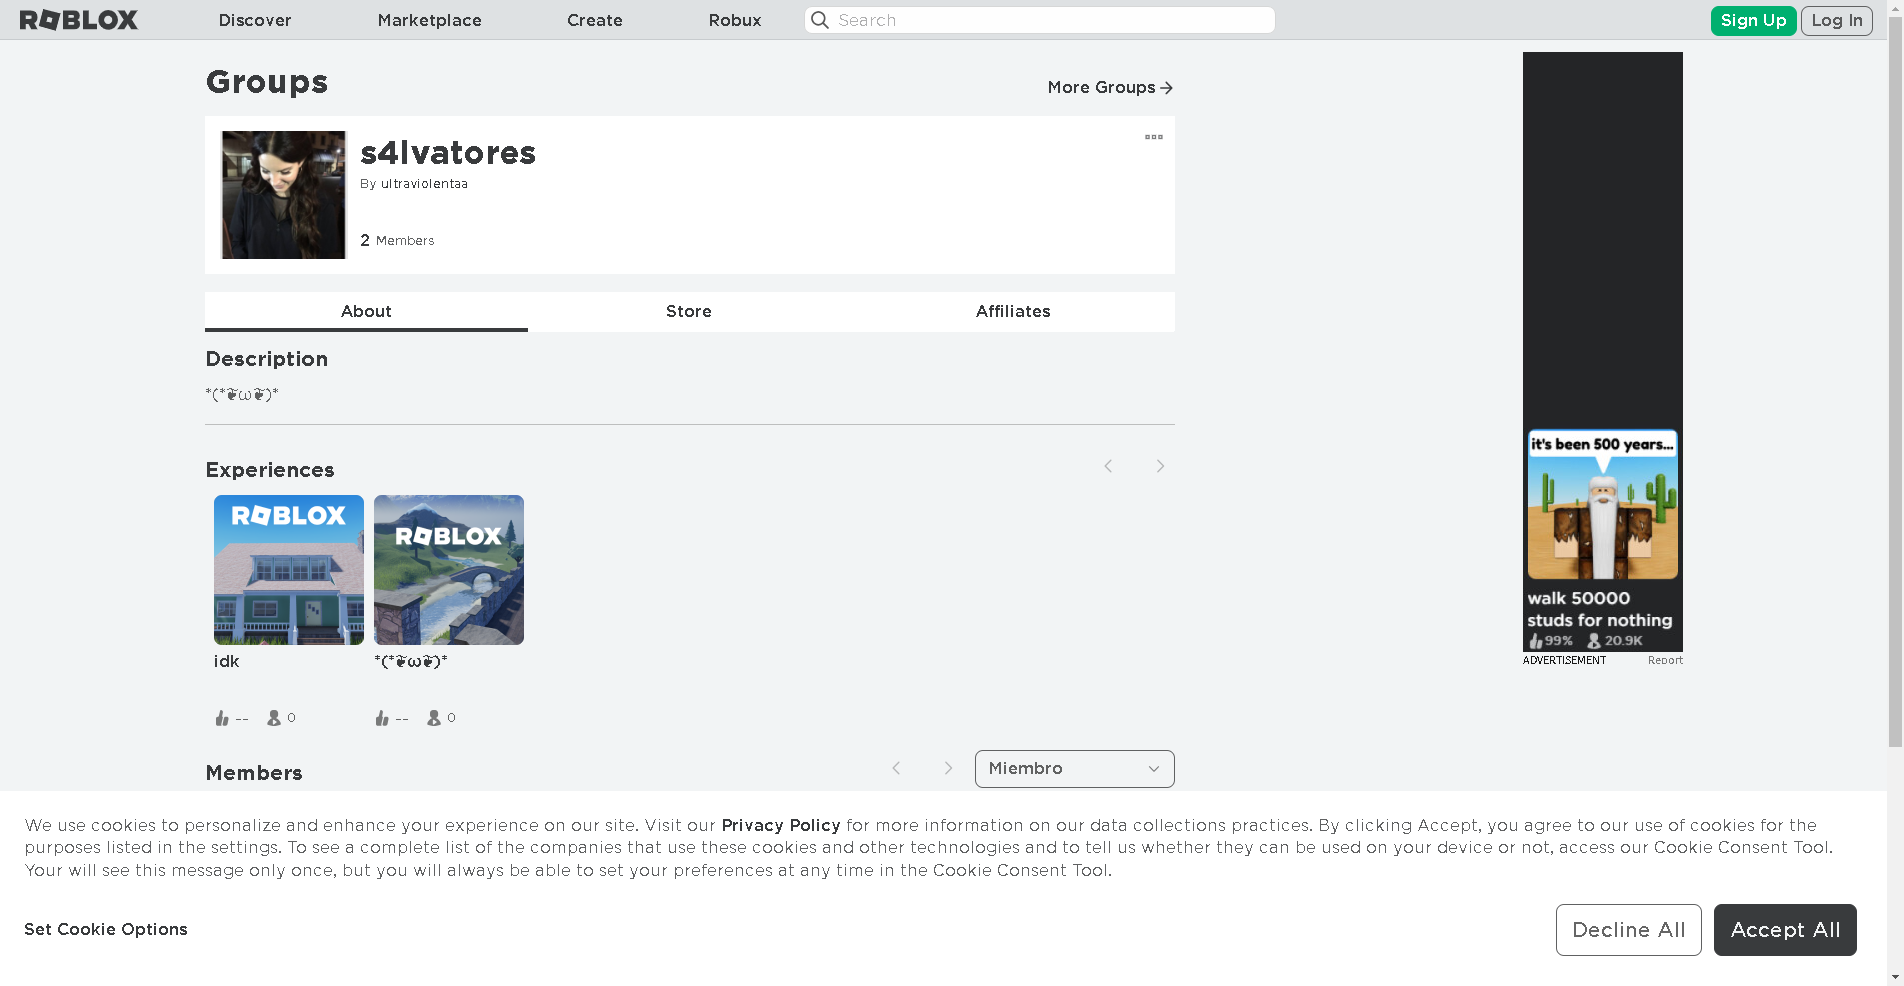 ROBLOX
Discover
Marketplace
Create
Robux
Search
Sign Up
Log In
Groups
More Groups
s4lvatores
By ultraviolentaa
2 Members
About
Store
Affiliates
Description
*(*❦ω❦)*
Experiences
ROBLOX
ROBLOX
idk
*(*❦ω❦)*
-- 0
-- 0
it's been 500 years...
walk 50000
studs for nothing
99% 20.9K
ADVERTISEMENT
Report
Members
Miembro
We use cookies to personalize and enhance your experience on our site. Visit our Privacy Policy for more information on our data collections practices. By clicking Accept, you agree to our use of cookies for the
purposes listed in the settings. To see a complete list of the companies that use these cookies and other technologies and to tell us whether they can be used on your device or not, access our Cookie Consent Tool.
Your will see this message only once, but you will always be able to set your preferences at any time in the Cookie Consent Tool.
Set Cookie Options
Decline All
Accept All